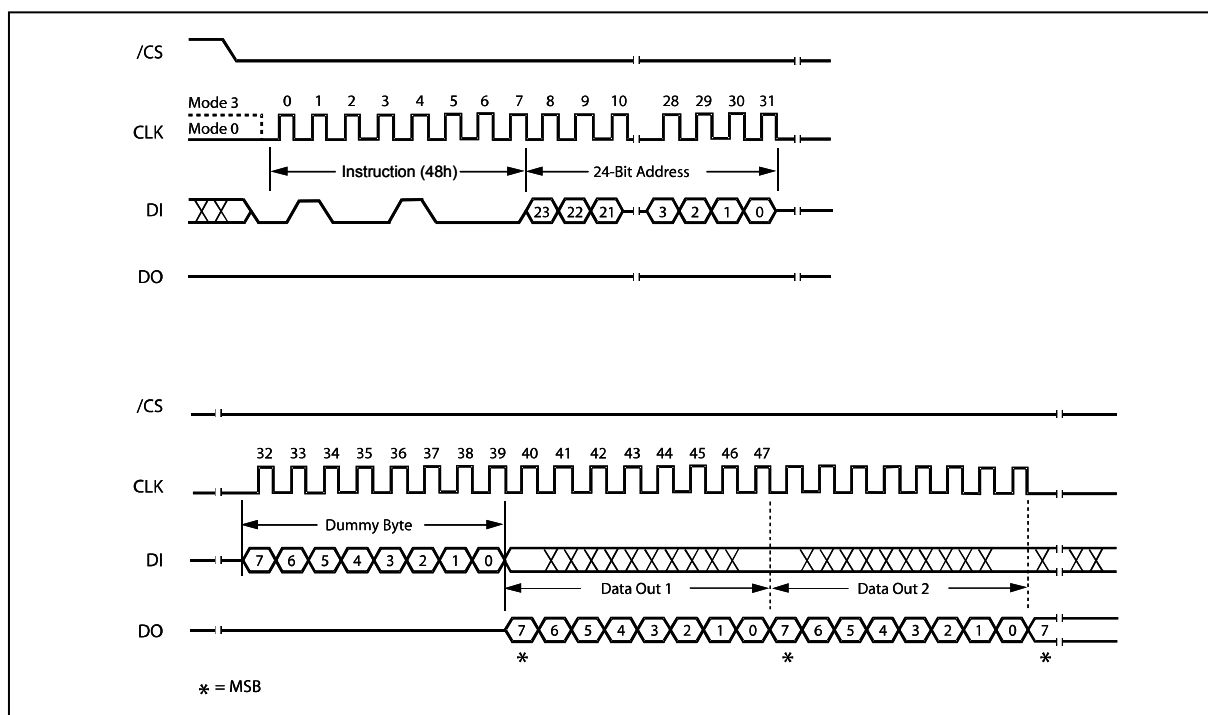 /CS
Mode 3
0 1 2 3 4 5 6 7 8 9 10 28 29 30 31
CLK
Mode 0
Instruction (48h)
24-Bit Address
DI
23 22 21 3 2 1 0
DO
/CS
32 33 34 35 36 37 38 39 40 41 42 43 44 45 46 47
CLK
Dummy Byte
DI
7 6 5 4 3 2 1 0
Data Out 1
Data Out 2
DO
7 6 5 4 3 2 1 0 7 6 5 4 3 2 1 0 7
* * *
* = MSB